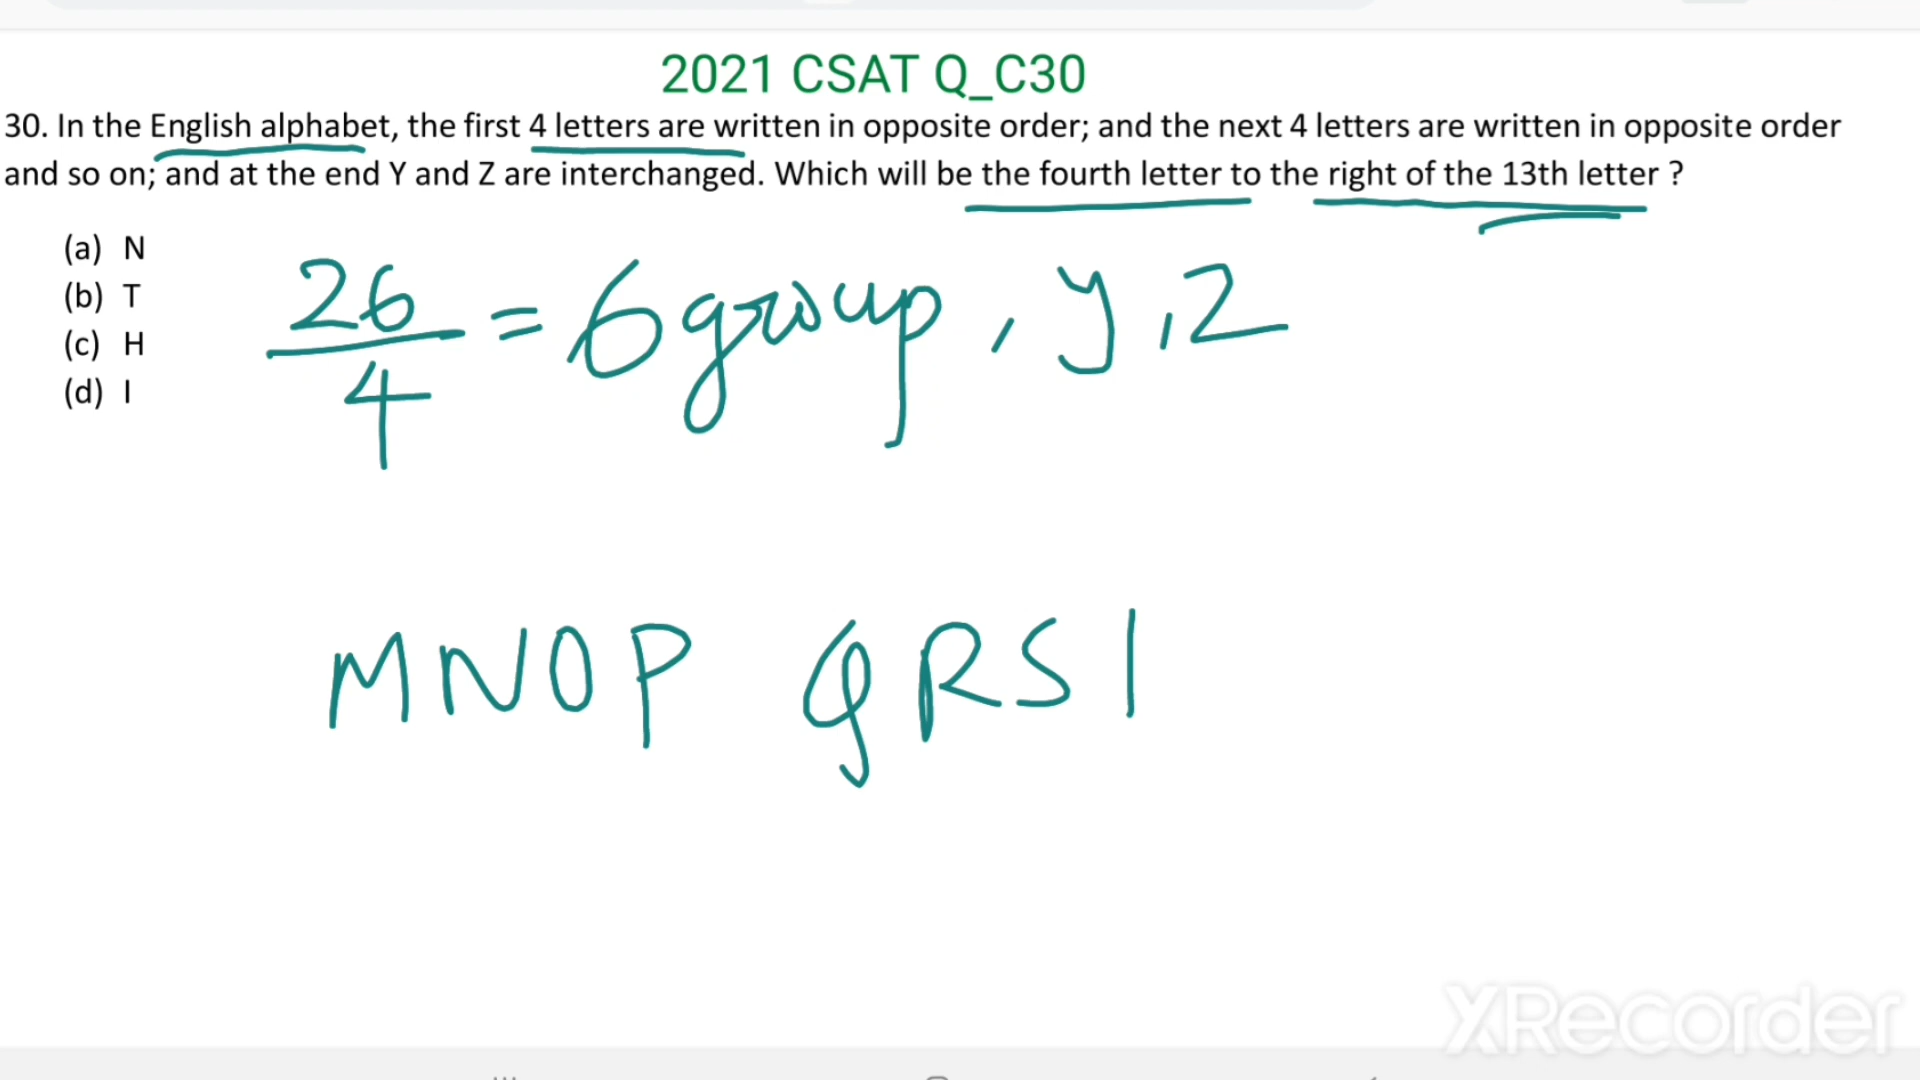 2021 CSAT Q_C30
30. In the English alphabet, the first 4 letters are written in opposite order; and the next 4 letters are written in opposite order
and so on; and at the end Y and Z are interchanged. Which will be the fourth letter to the right of the 13th letter ?
(a) N
(b) T
(c) H
(d) I
26/4 = 6 group, y, Z
MNOP QRS
XRecorder